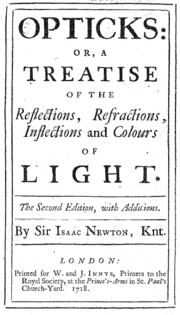 OPTICKS:
OR, A
TREATISE
OF THE
Reflections, Refractions,
Inflections and Colours
OF
LIGHT.
The Second Edition, with Additions.
By Sir ISAAC NEWTON, Knt.
LONDON:
Printed for W. and J. INNYS, Printers to the
Royal Society, at the Prince's-Arms in St. Paul's
Church-Yard. 1718.